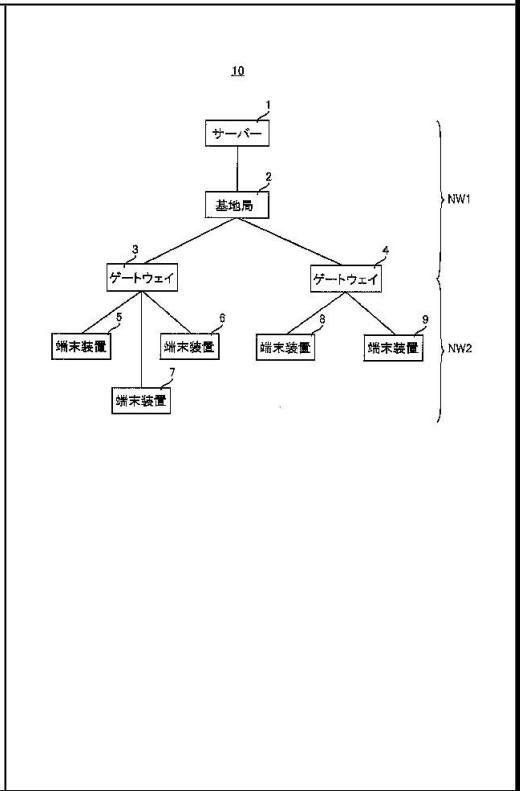 10
1
サーバー
2
基地局
NW1
3
ゲートウェイ
4
ゲートウェイ
5
端末装置
6
端末装置
8
端末装置
9
端末装置
NW2
7
端末装置